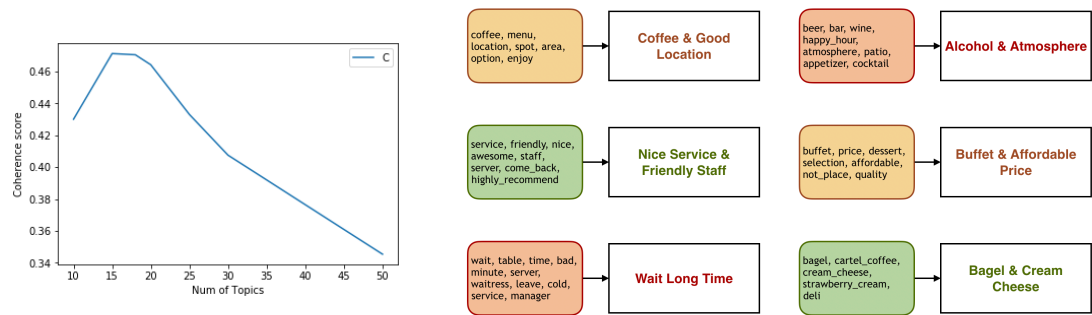 C
0.46
0.44
0.42
0.40
0.38
0.36
0.34
Coherence score
10 15 20 25 30 35 40 45 50
Num of Topics
coffee, menu,
location, spot, area,
option, enjoy
Coffee & Good
Location
beer, bar, wine,
happy_hour,
atmosphere, patio,
appetizer, cocktail
Alcohol & Atmosphere
service, friendly, nice,
awesome, staff,
server, come_back,
highly_recommend
Nice Service &
Friendly Staff
buffet, price, dessert,
selection, affordable,
not_place, quality
Buffet & Affordable
Price
wait, table, time, bad,
minute, server,
waitress, leave, cold,
service, manager
Wait Long Time
bagel, cartel_coffee,
cream_cheese,
strawberry_cream,
deli
Bagel & Cream
Cheese